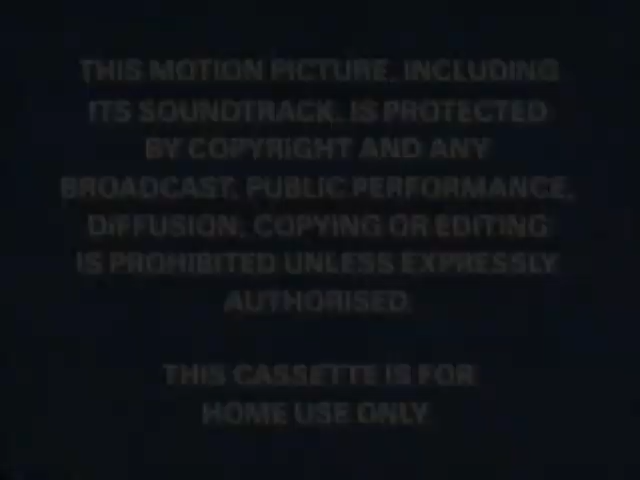 THIS MOTION PICTURE, INCLUDING
ITS SOUNDTRACK, IS PROTECTED
BY COPYRIGHT AND ANY
BROADCAST, PUBLIC PERFORMANCE,
DIFFUSION, COPYING OR EDITING
IS PROHIBITED UNLESS EXPRESSLY
AUTHORISED.
THIS CASSETTE IS FOR
HOME USE ONLY